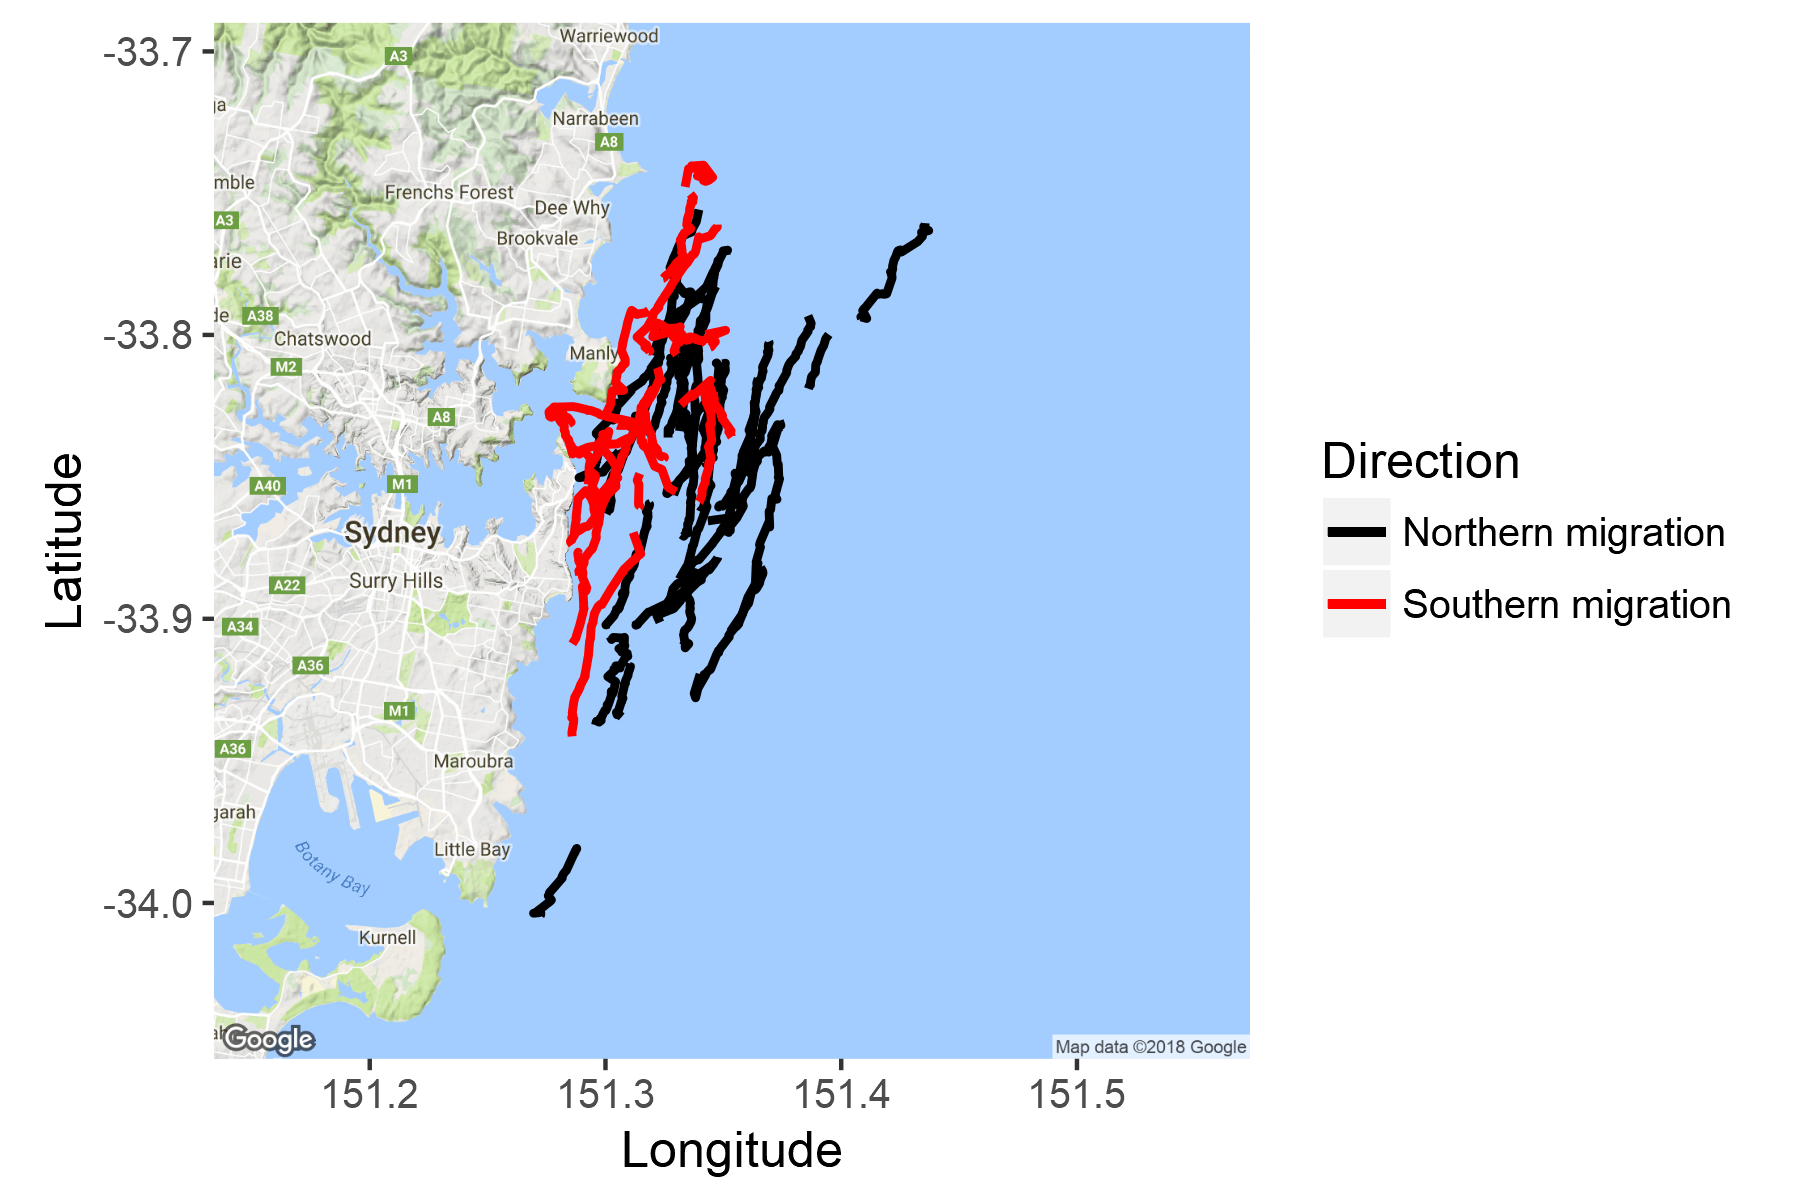 -33.7
-33.8
-33.9
-34.0
Latitude
Warriewood
A3
ga
Narrabeen
A8
mble
Frenchs Forest
Dee Why
A3
Brookvale
arie
de
A38
Chatswood
Manly
M2
A8
A40
M1
Sydney
Surry Hills
A22
A34
A36
M1
A36
Maroubra
garah
Little Bay
Botany Bay
Kurnell
Google
Map data ©2018 Google
151.2
151.3
151.4
151.5
Longitude
Direction
Northern migration
Southern migration